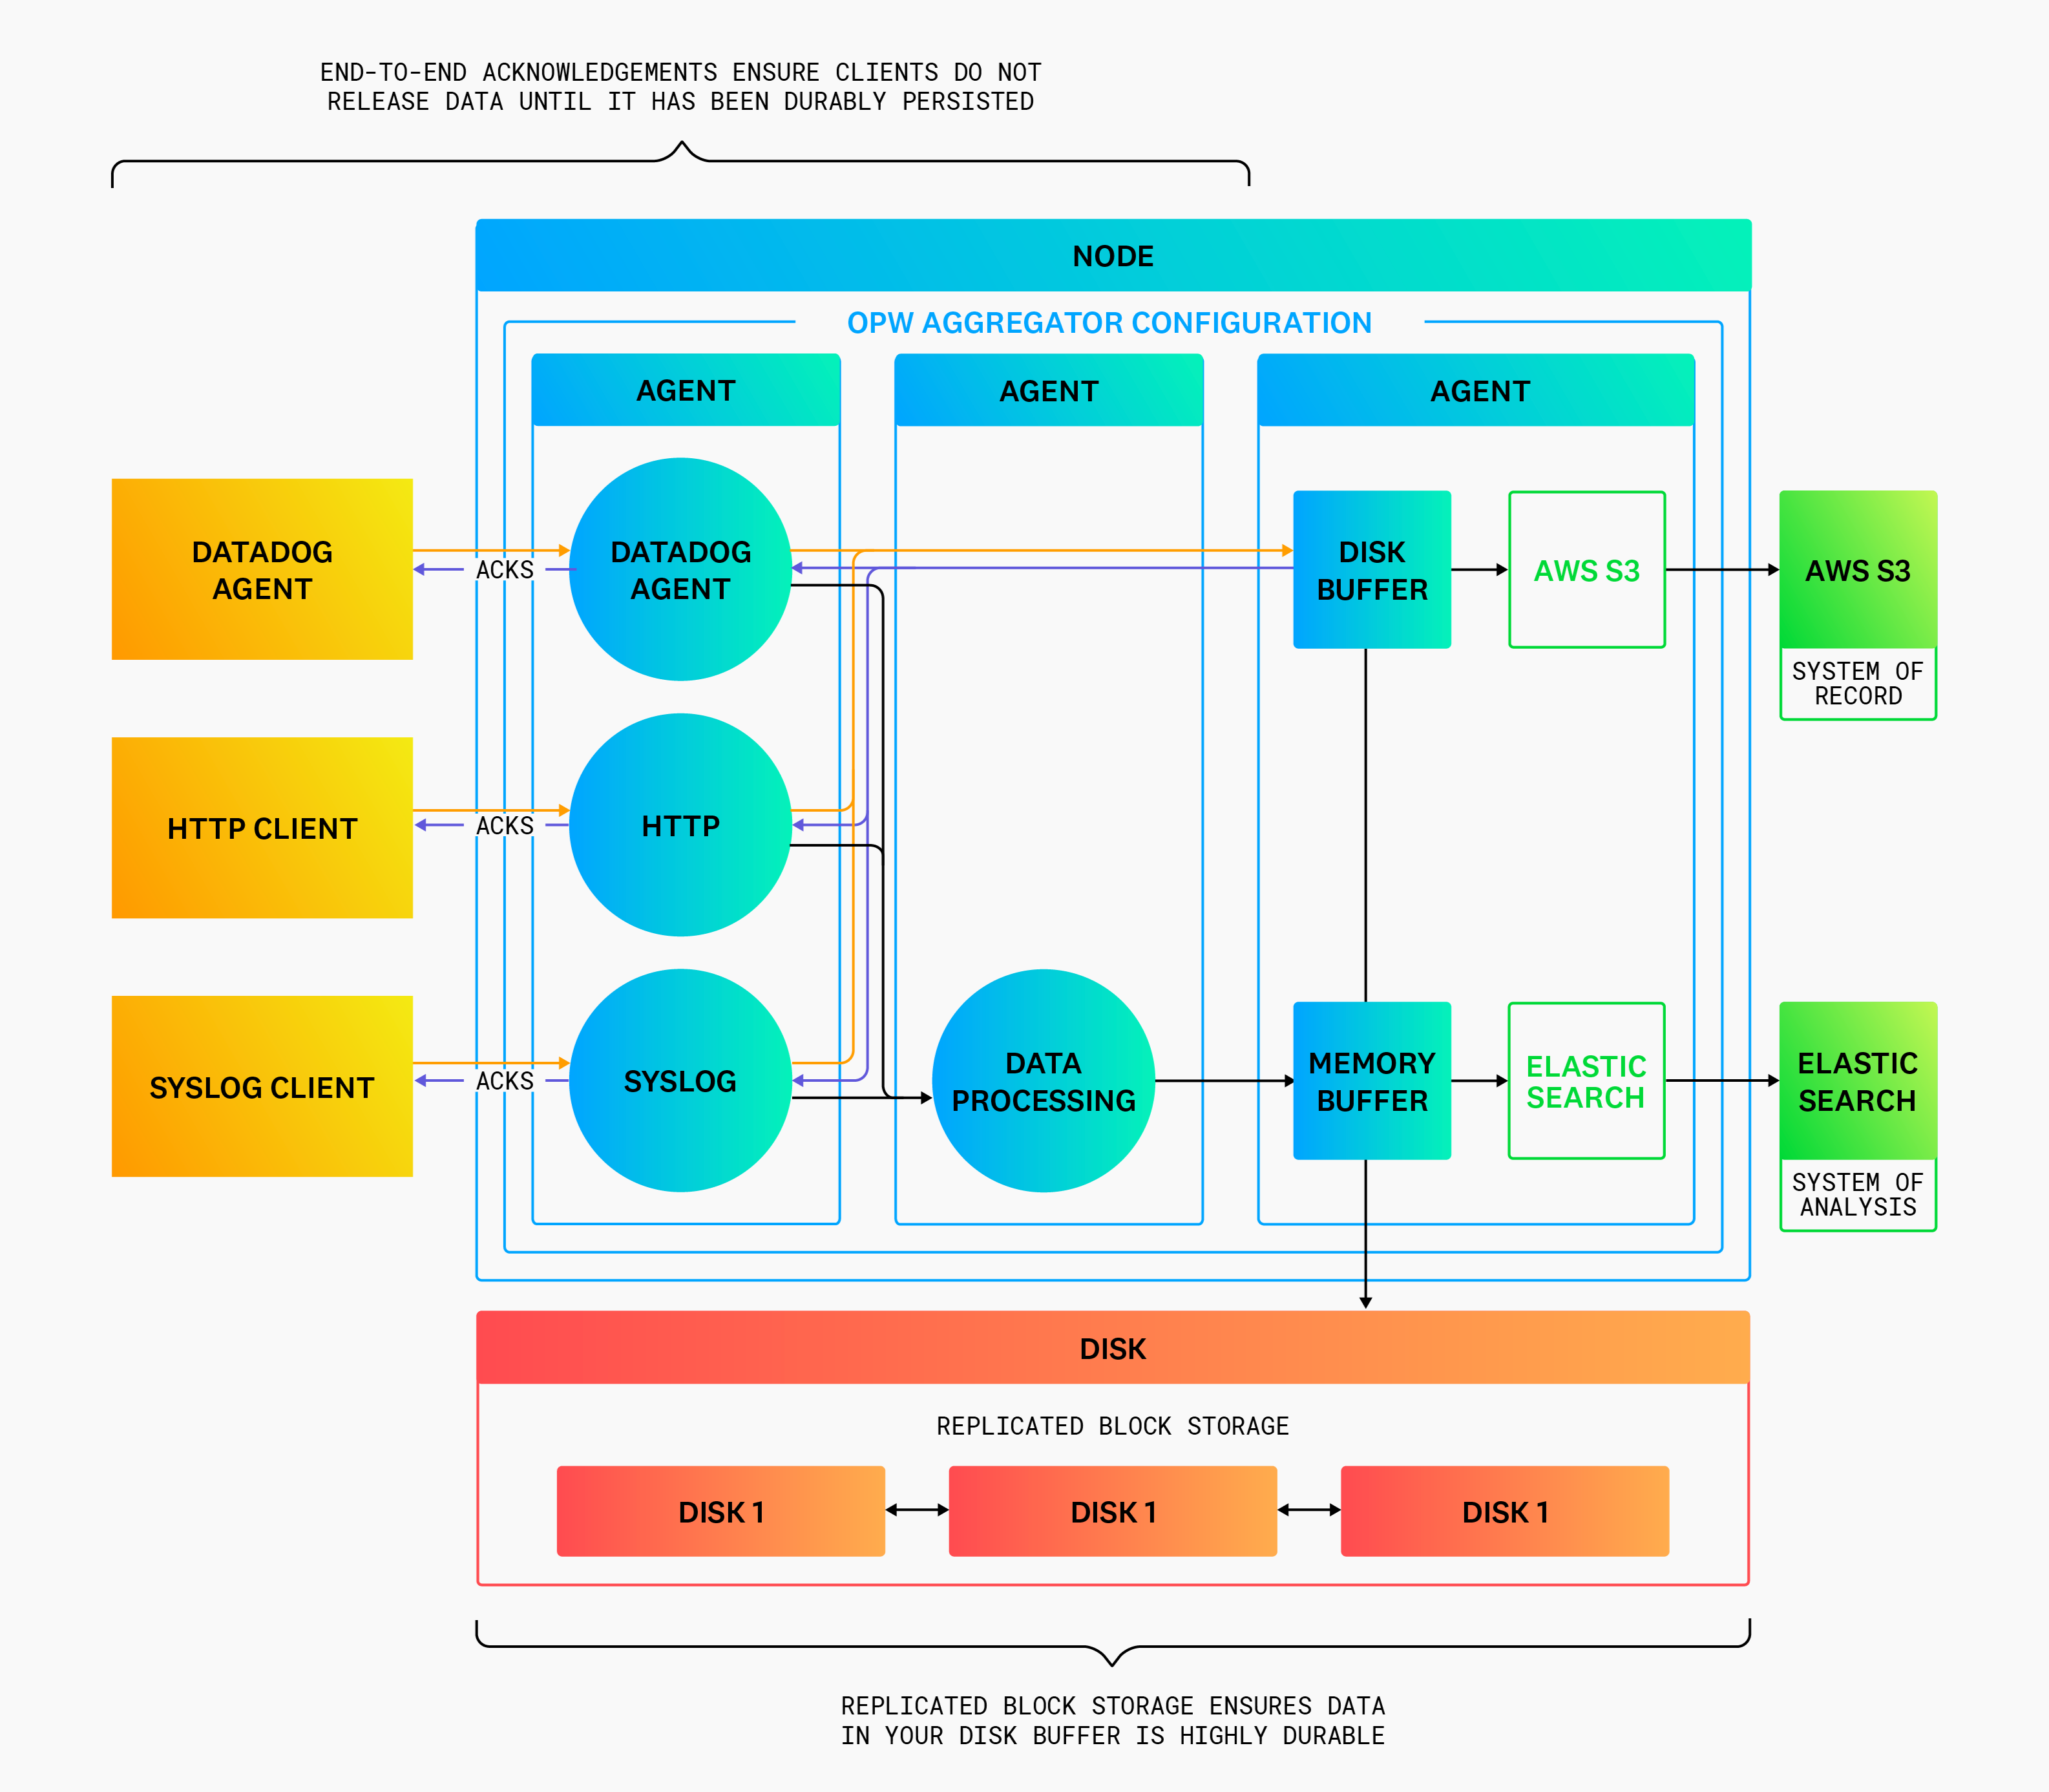 END-TO-END ACKNOWLEDGEMENTS ENSURE CLIENTS DO NOT
RELEASE DATA UNTIL IT HAS BEEN DURABLY PERSISTED
NODE
OPW AGGREGATOR CONFIGURATION
AGENT
AGENT
AGENT
DATADOG
AGENT
ACKS
DATADOG
AGENT
DISK
BUFFER
AWS S3
AWS S3
SYSTEM OF
RECORD
HTTP CLIENT
ACKS
HTTP
SYSLOG CLIENT
ACKS
SYSLOG
DATA
PROCESSING
MEMORY
BUFFER
ELASTIC
SEARCH
ELASTIC
SEARCH
SYSTEM OF
ANALYSIS
DISK
REPLICATED BLOCK STORAGE
DISK 1
DISK 1
DISK 1
REPLICATED BLOCK STORAGE ENSURES DATA
IN YOUR DISK BUFFER IS HIGHLY DURABLE